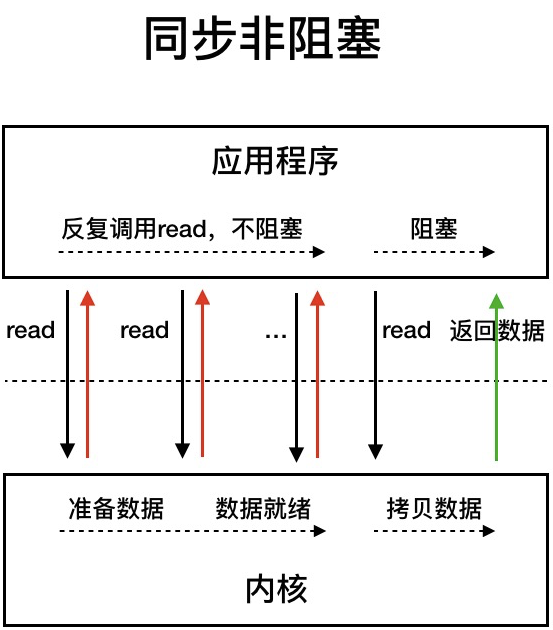 同步非阻塞
应用程序
反复调用read，不阻塞
阻塞
read
read
...
read
返回数据
准备数据
数据就绪
拷贝数据
内核